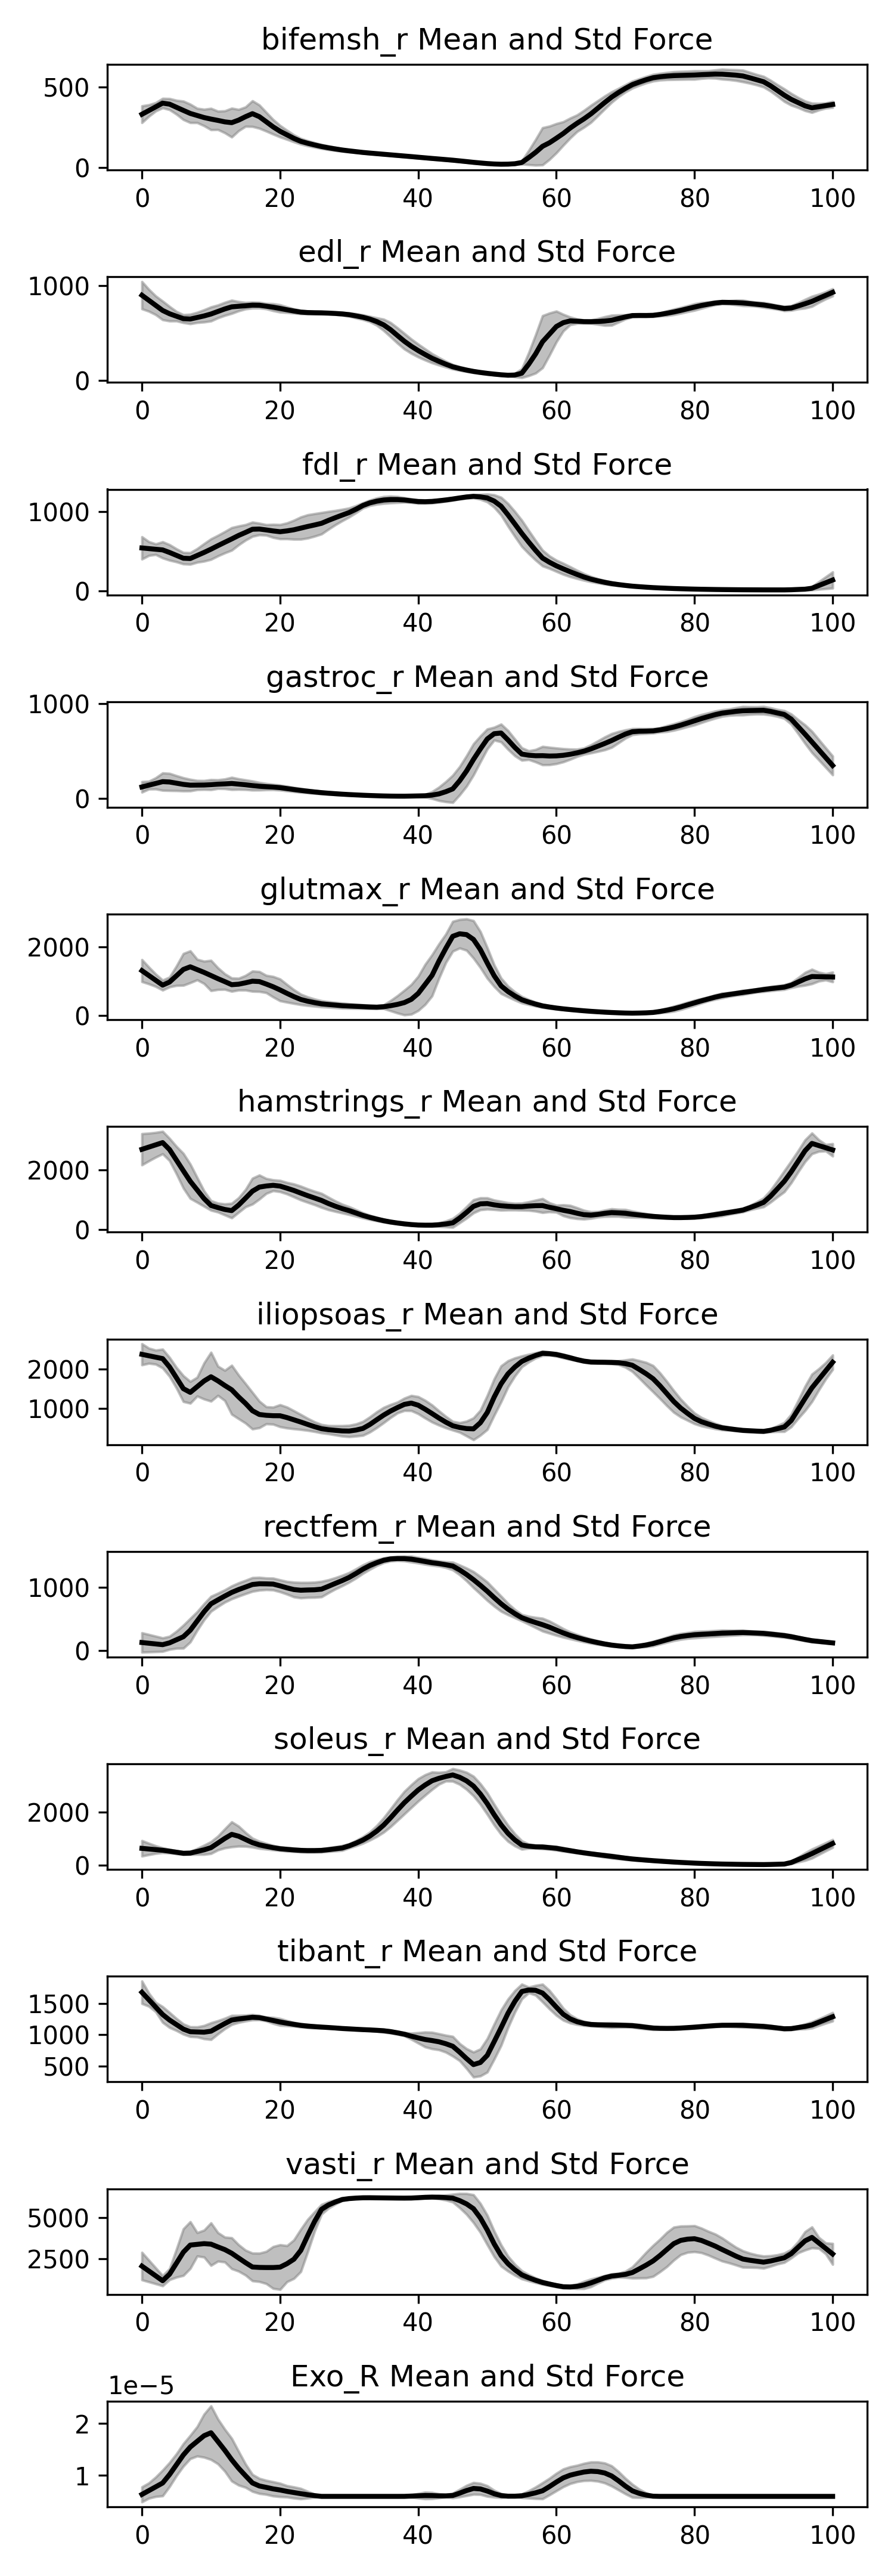 bifemsh_r Mean and Std Force
500
0
0 20 40 60 80 100
edl_r Mean and Std Force
1000
0
0 20 40 60 80 100
fdl_r Mean and Std Force
1000
0
0 20 40 60 80 100
gastroc_r Mean and Std Force
1000
0
0 20 40 60 80 100
glutmax_r Mean and Std Force
2000
0
0 20 40 60 80 100
hamstrings_r Mean and Std Force
2000
0
0 20 40 60 80 100
iliopsoas_r Mean and Std Force
2000
1000
0 20 40 60 80 100
rectfem_r Mean and Std Force
1000
0
0 20 40 60 80 100
soleus_r Mean and Std Force
2000
0
0 20 40 60 80 100
tibant_r Mean and Std Force
1500
1000
500
0 20 40 60 80 100
vasti_r Mean and Std Force
5000
2500
0 20 40 60 80 100
Exo_R Mean and Std Force
1e−5
2
1
0 20 40 60 80 100